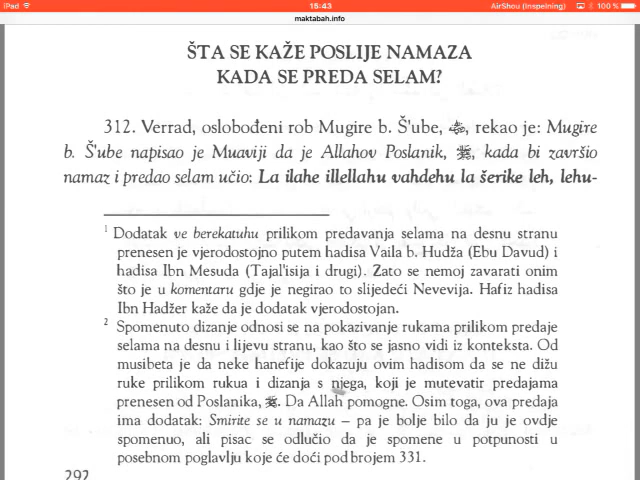 iPad
15:43
AirShou (Inspelning)
100 %
maktabah.info
ŠTA SE KAŽE POSLIJE NAMAZA
KADA SE PREDA SELAM?
312. Verrad, oslobođeni rob Mugire b. Š'ube, ﷺ, rekao je: Mugire
b. Š'ube napisao je Muaviji da je Allahov Poslanik, ﷺ, kada bi završio
namaz i predao selam učio: La ilahe illellahu vahdehu la šerike leh, lehu-
1 Dodatak ve berekatuhu prilikom predavanja selama na desnu stranu
prenesen je vjerodostojno putem hadisa Vaila b. Hudža (Ebu Davud) i
hadisa Ibn Mesuda (Tajal'isija i drugi). Zato se nemoj zavarati onim
što je u komentaru gdje je negirao to slijedeći Nevevija. Hafiz hadisa
Ibn Hadžer kaže da je dodatak vjerodostojan.
2 Spomenuto dizanje odnosi se na pokazivanje rukama prilikom predaje
selama na desnu i lijevu stranu, kao što se jasno vidi iz konteksta. Od
musibeta je da neke hanefije dokazuju ovim hadisom da se ne dižu
ruke prilikom rukua i dizanja s njega, koji je mutevatir predajama
prenesen od Poslanika, ﷺ. Da Allah pomogne. Osim toga, ova predaja
ima dodatak: Smirite se u namazu – pa je bolje bilo da ju je ovdje
spomenuo, ali pisac se odlučio da je spomene u potpunosti u
posebnom poglavlju koje će doći pod brojem 331.
292